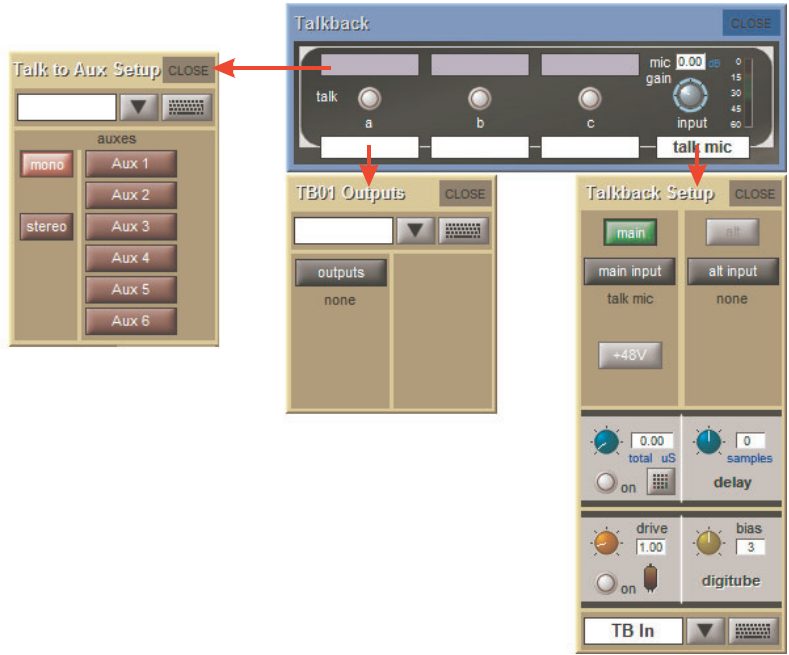 Talkback CLOSE
mic 0.00 dB 0
gain 15
talk 30
45
a b c input 60
talk mic
Talk to Aux Setup CLOSE
auxes
mono Aux 1
Aux 2
stereo Aux 3
Aux 4
Aux 5
Aux 6
TB01 Outputs CLOSE
outputs
none
Talkback Setup CLOSE
main alt
main input alt input
talk mic none
+48V
0.00 0
total uS samples
on delay
drive bias
1.00 3
on digitube
TB In